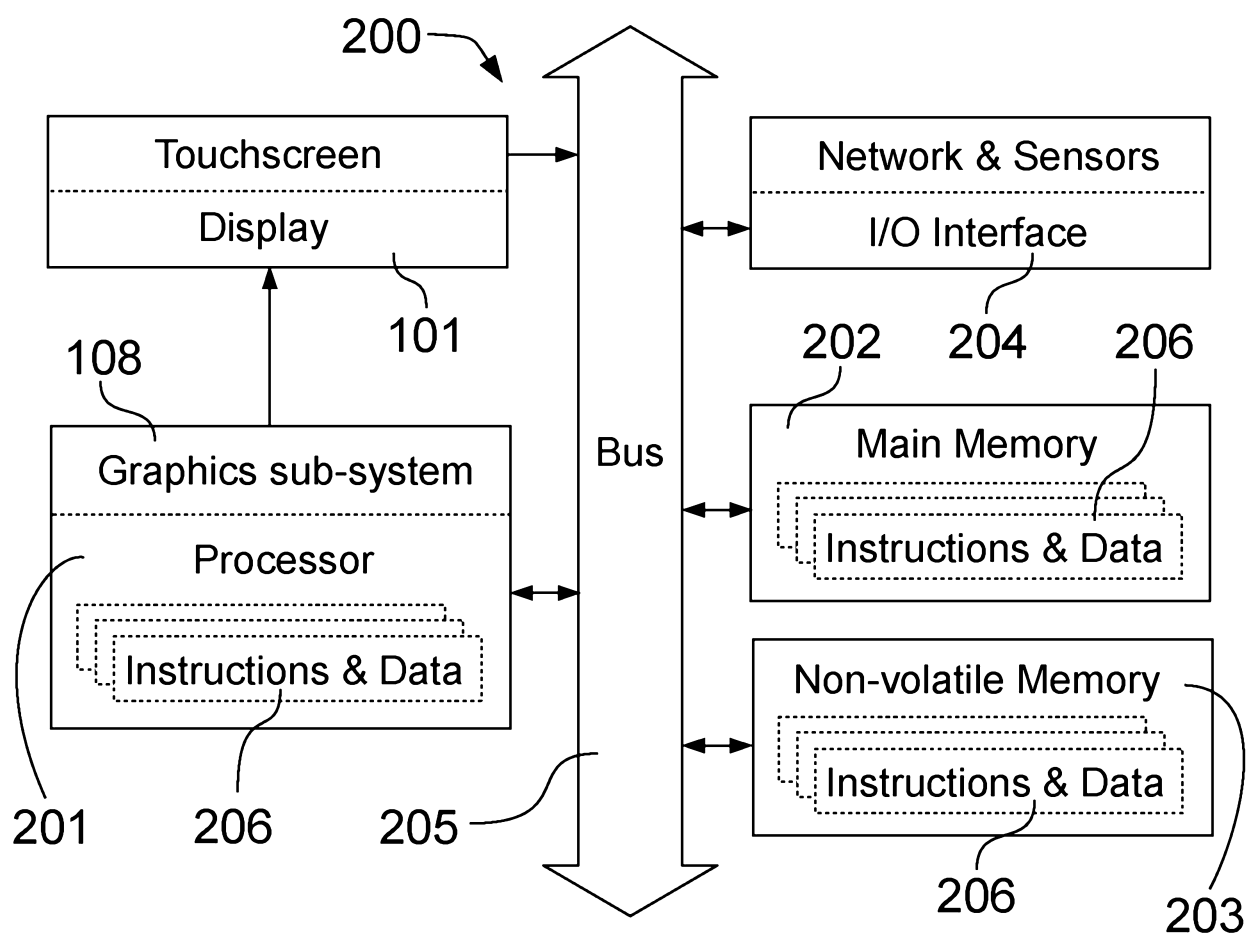 200
Touchscreen
Display
101
108
Graphics sub-system
Processor
Instructions & Data
201
206
205
Bus
Network & Sensors
I/O Interface
204
202
206
Main Memory
Instructions & Data
Non-volatile Memory
Instructions & Data
206
203